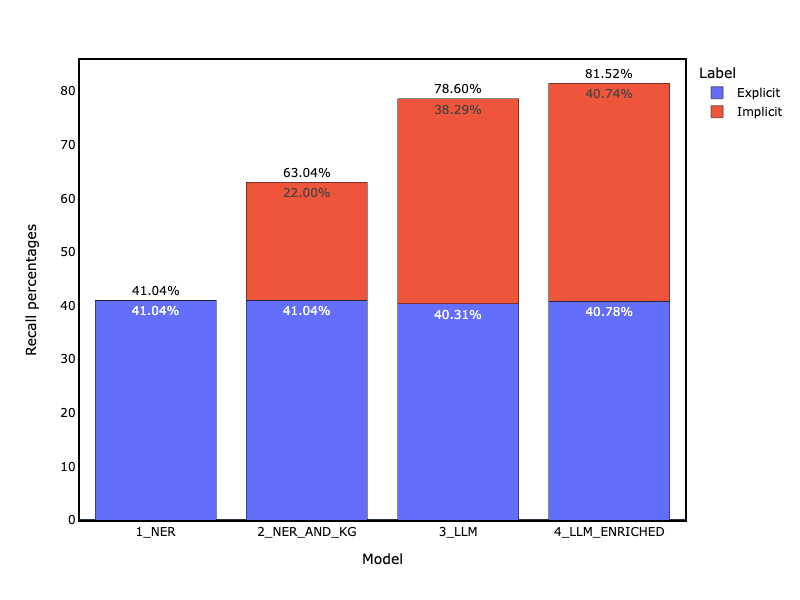 81.52%
Label
80
78.60%
40.74%
Explicit
38.29%
Implicit
70
63.04%
60
22.00%
50
41.04%
40
41.04%
41.04%
40.31%
40.78%
Recall percentages
30
20
10
0
1_NER
2_NER_AND_KG
3_LLM
4_LLM_ENRICHED
Model